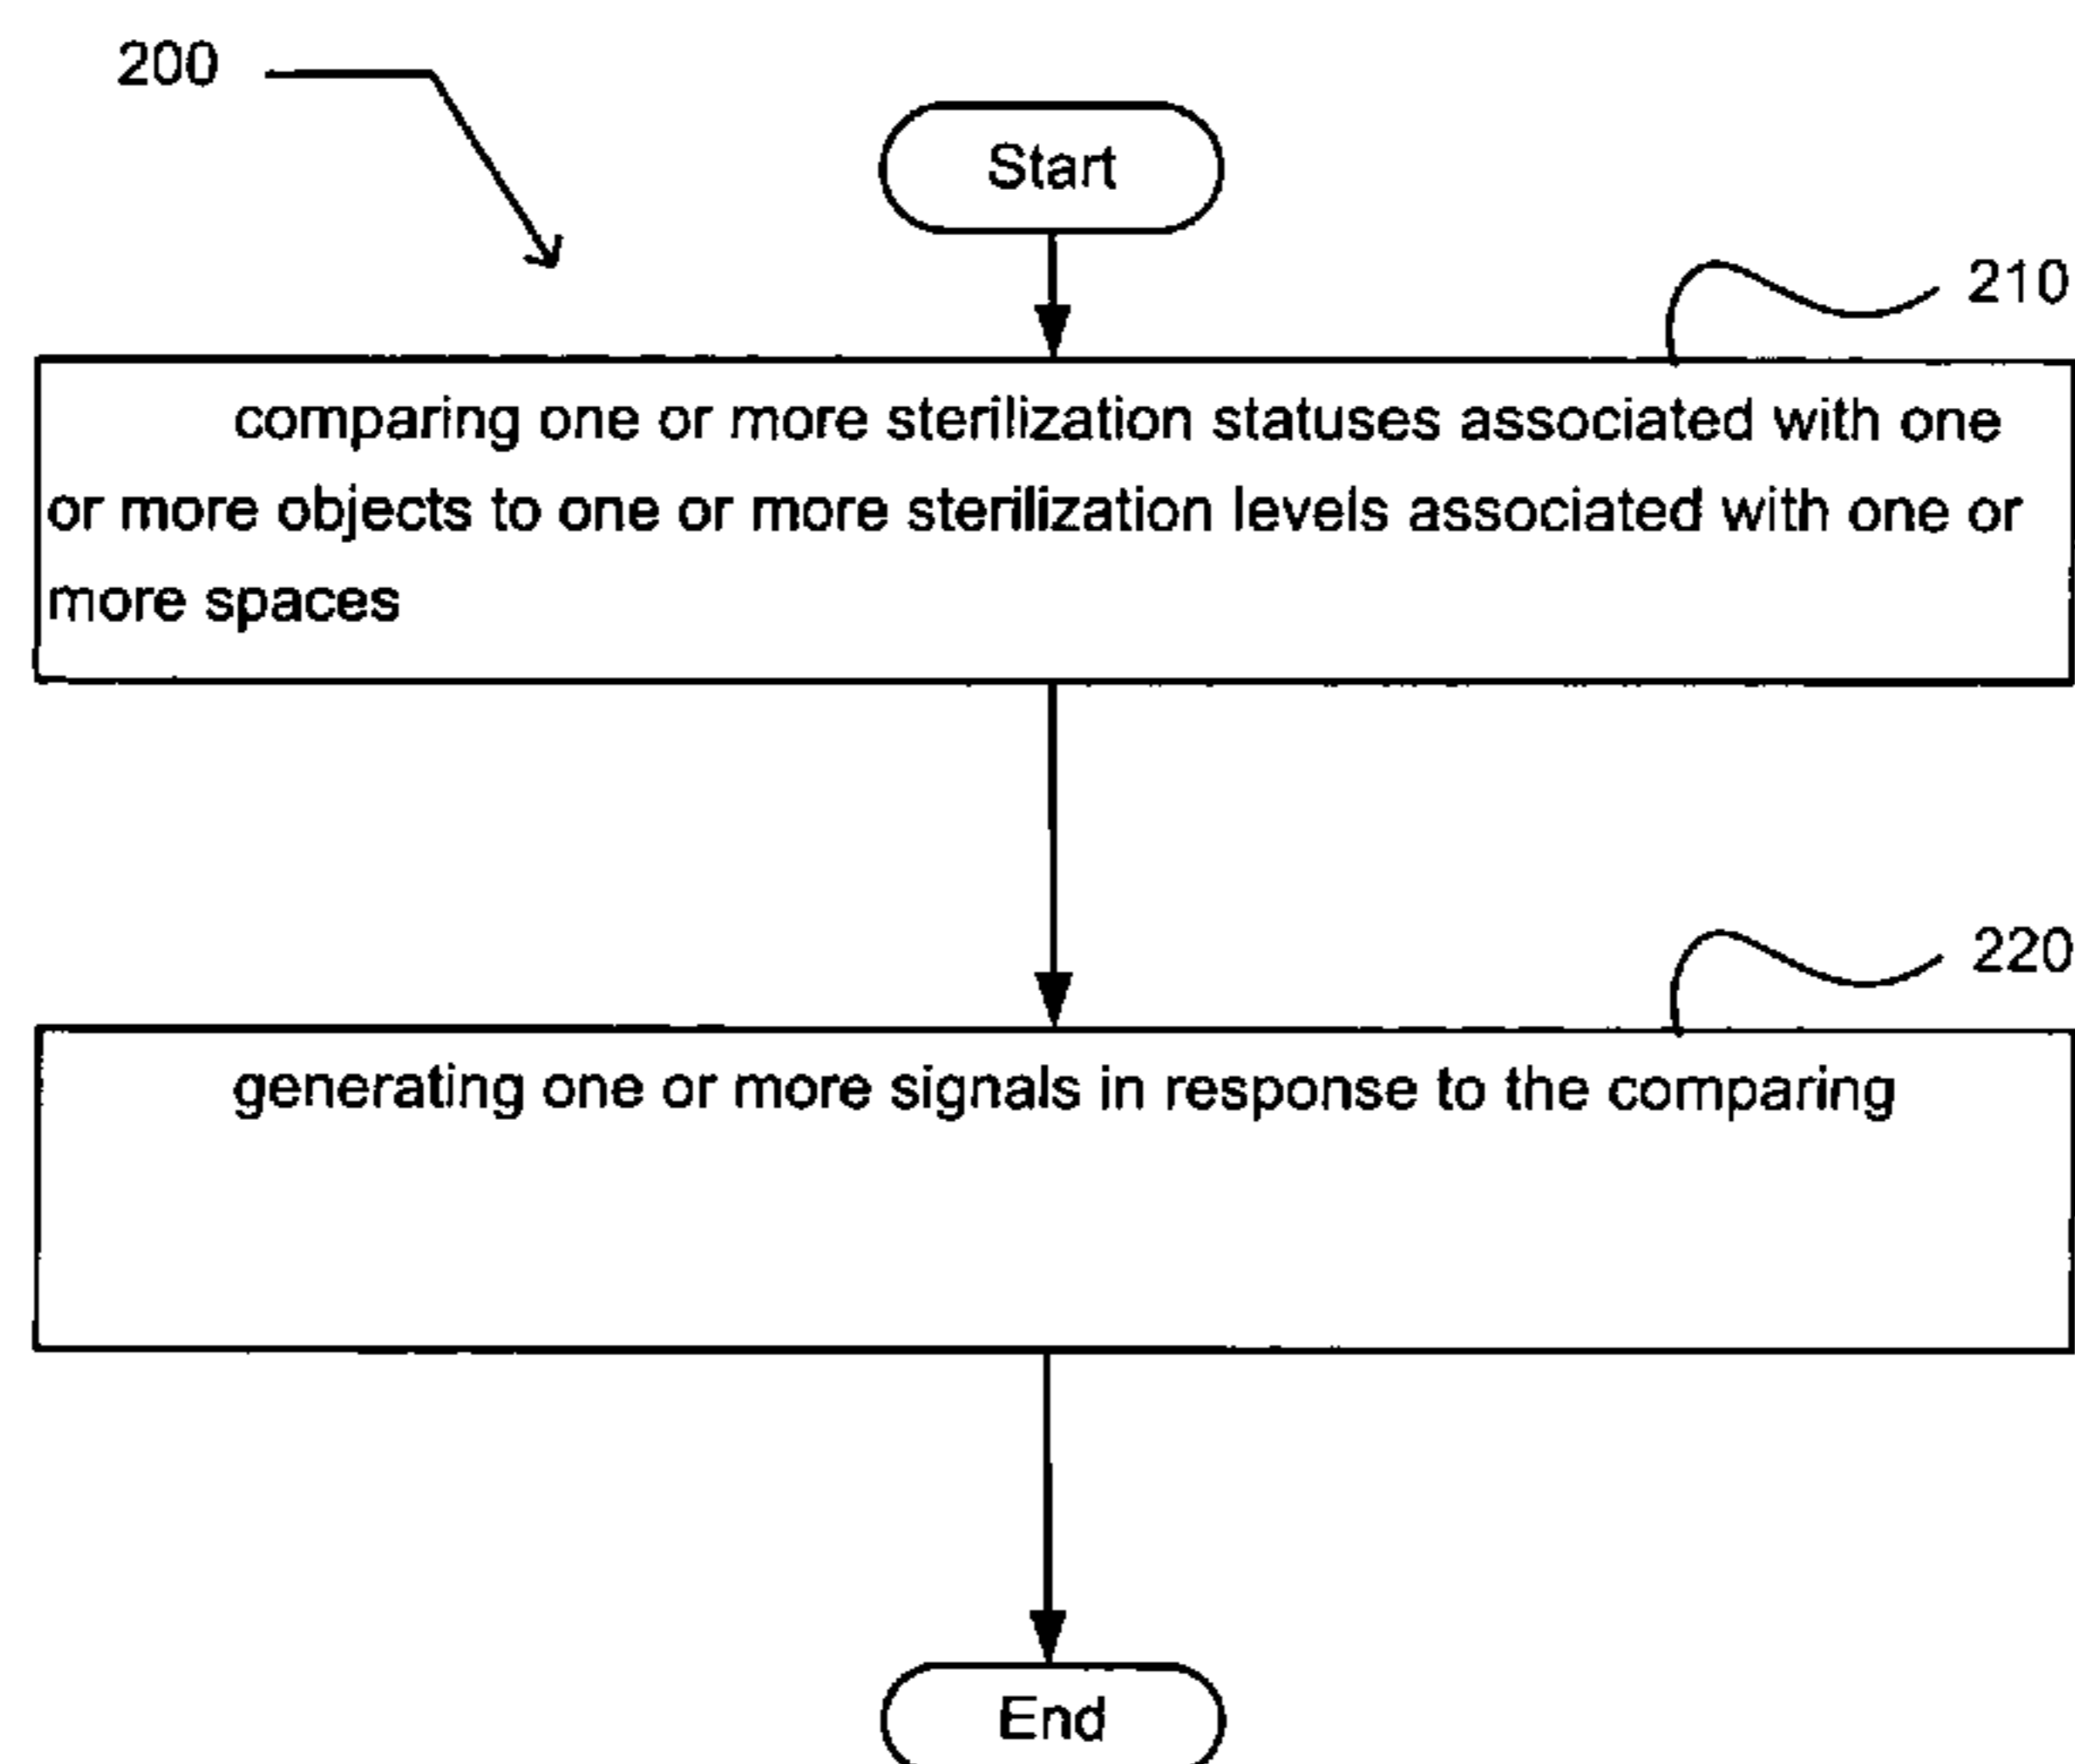 200
Start
210
comparing one or more sterilization statuses associated with one
or more objects to one or more sterilization levels associated with one or
more spaces
220
generating one or more signals in response to the comparing
End